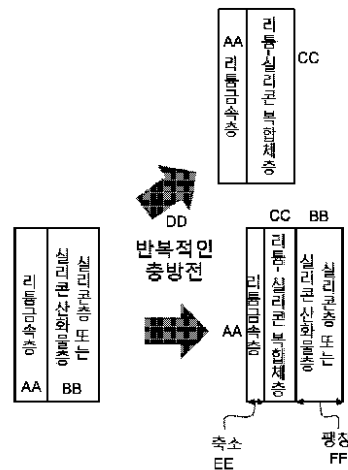 AA
리튬금속층
리튬-실리콘 복합체층
CC
DD
반복적인
충방전
리튬금속층
실리콘산화물층
실리콘층 또는
AA
BB
CC
BB
AA
리튬금속층
리튬-실리콘 복합체층
실리콘산화물층
실리콘층 또는
축소
EE
팽창
FF